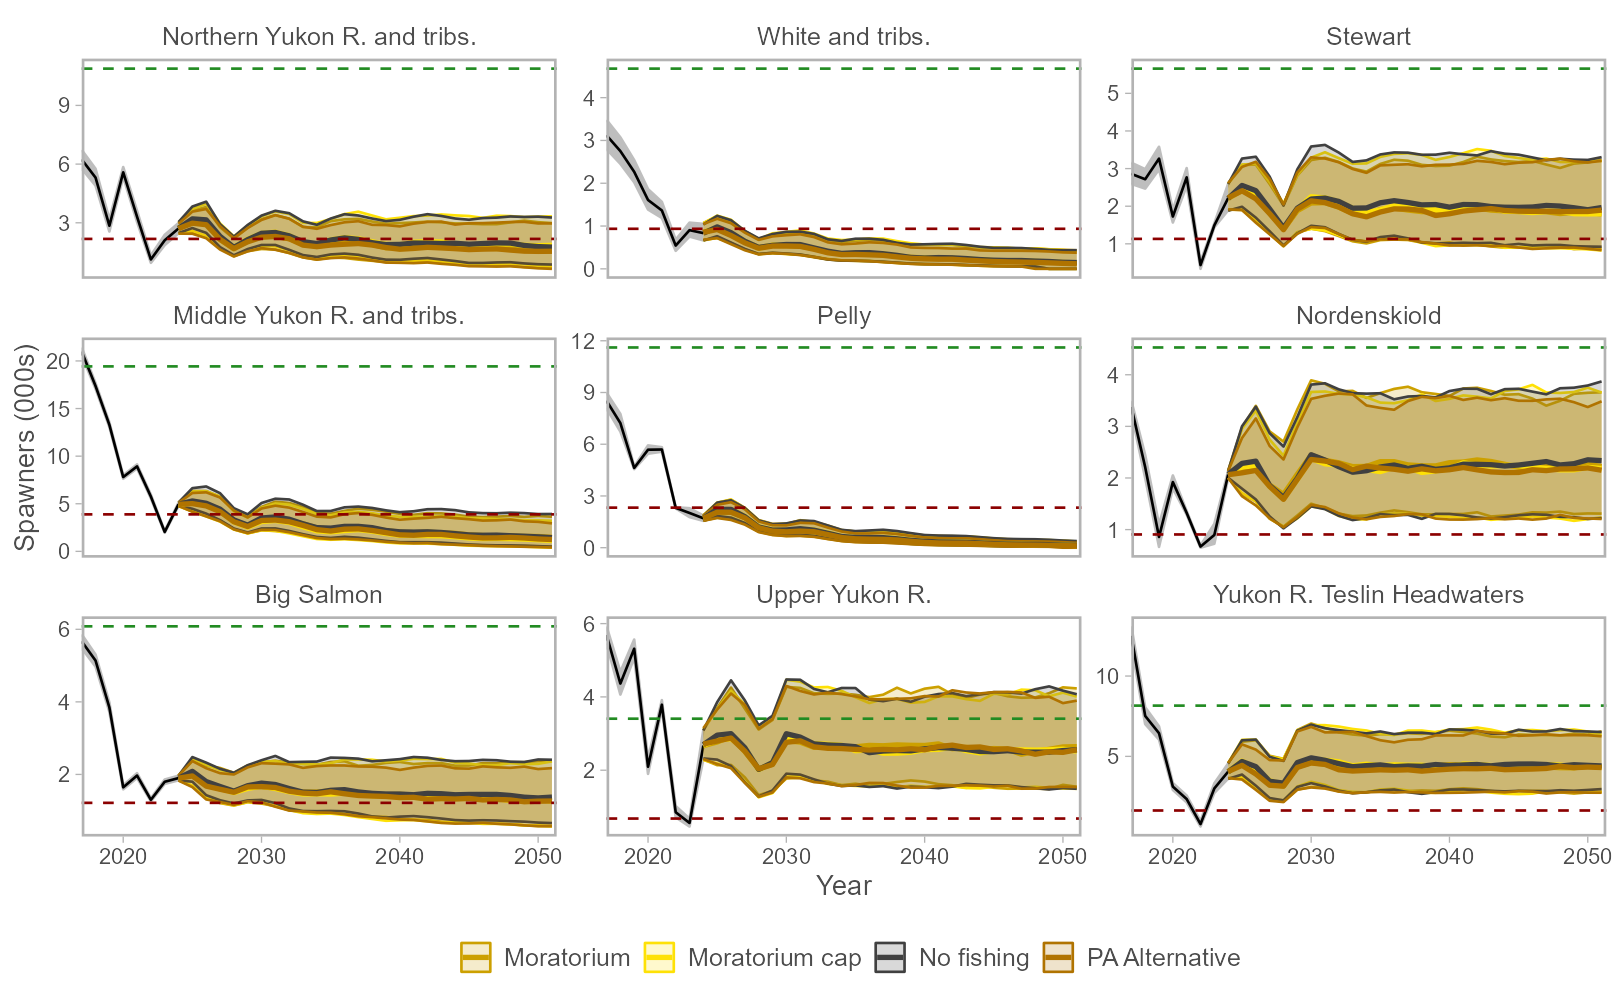 Northern Yukon R. and tribs.
White and tribs.
Stewart
9
6
3
4
3
2
1
0
5
4
3
2
1
Middle Yukon R. and tribs.
Pelly
Nordenskiold
Spawners (000s)
20
15
10
5
0
12
9
6
3
0
4
3
2
1
Big Salmon
Upper Yukon R.
Yukon R. Teslin Headwaters
6
4
2
6
4
2
10
5
2020 2030 2040 2050
2020 2030 2040 2050
2020 2030 2040 2050
Year
Moratorium Moratorium cap No fishing PA Alternative